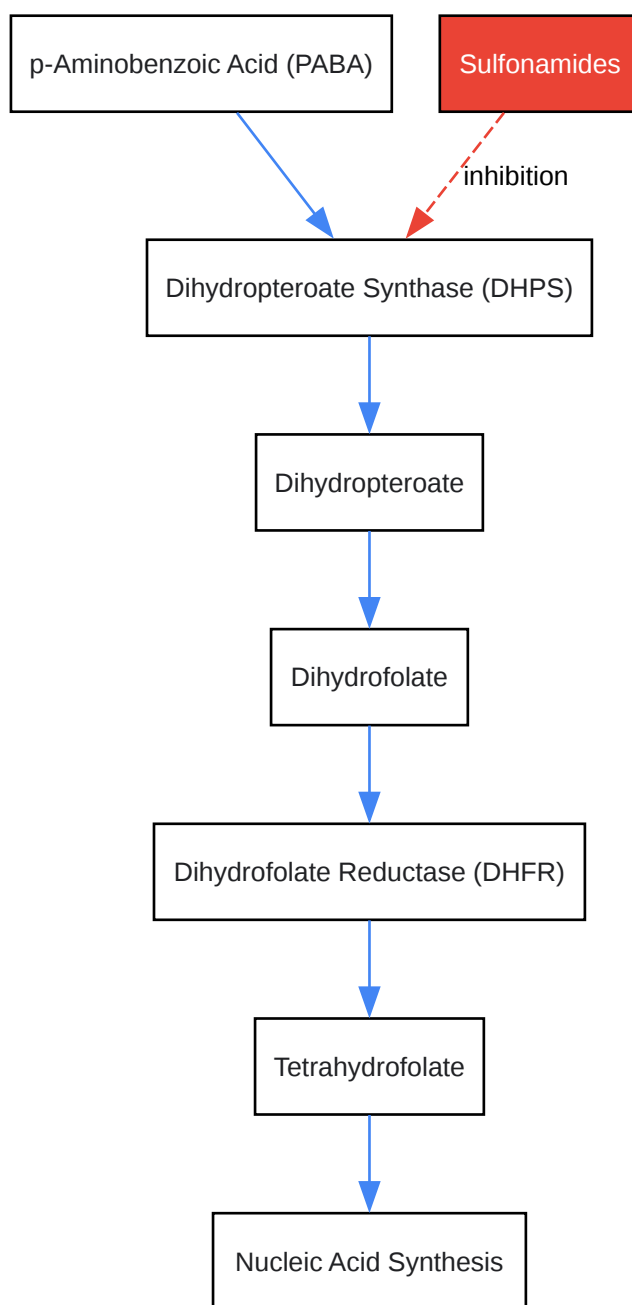 p-Aminobenzoic Acid (PABA)
Sulfonamides
inhibition
Dihydropteroate Synthase (DHPS)
Dihydropteroate
Dihydrofolate
Dihydrofolate Reductase (DHFR)
Tetrahydrofolate
Nucleic Acid Synthesis